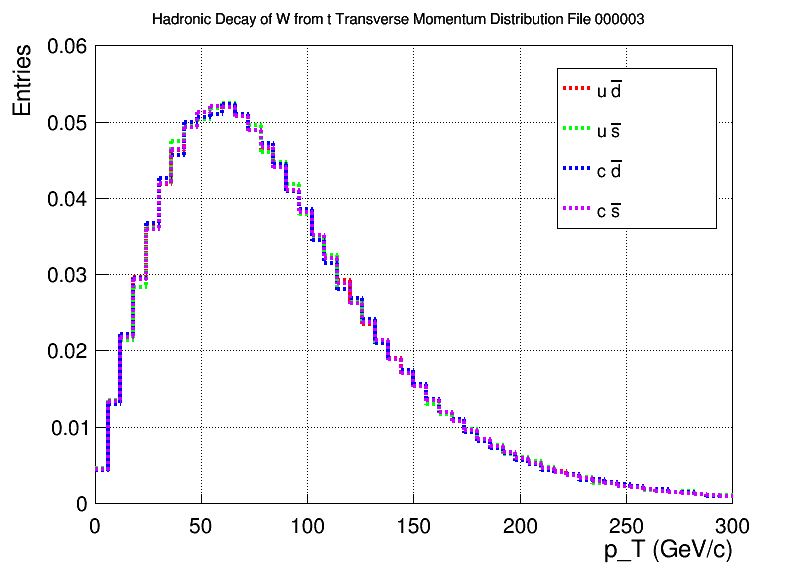 Hadronic Decay of W from t Transverse Momentum Distribution File 000003
Entries
0.06
0.05
0.04
0.03
0.02
0.01
0
u d̅
u s̅
c d̅
c s̅
0 50 100 150 200 250 300
p_T (GeV/c)